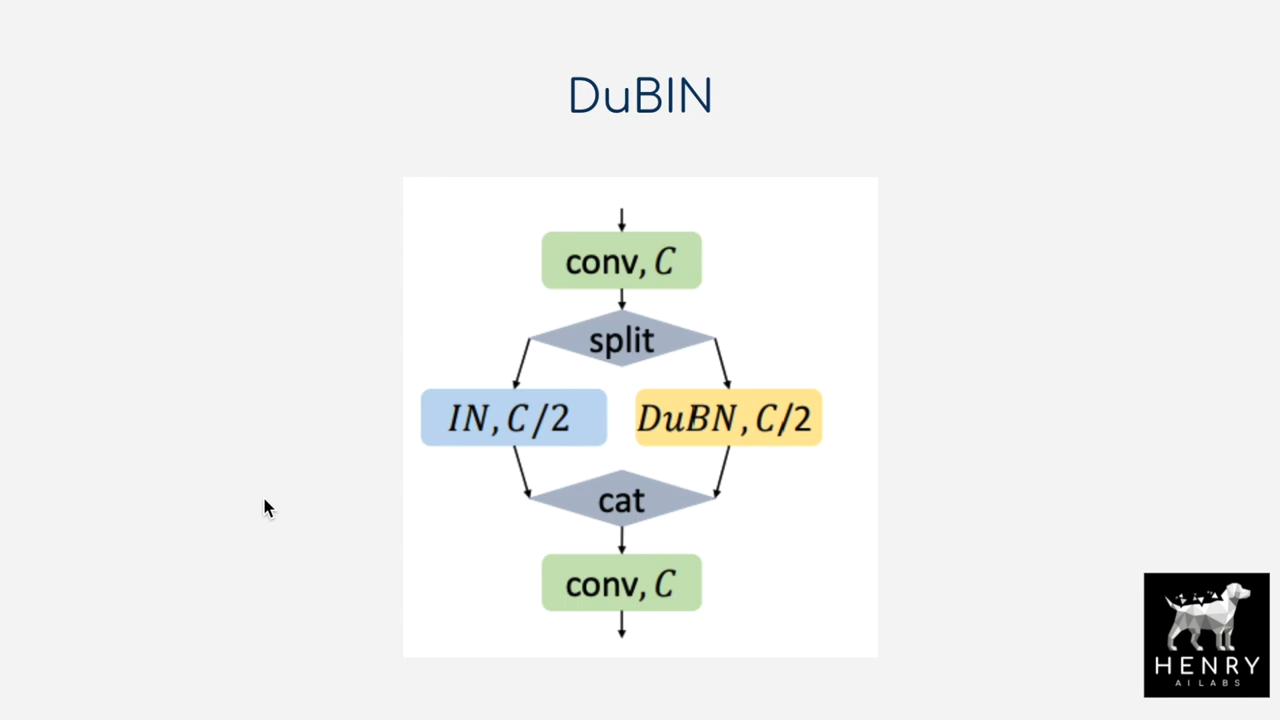 DuBIN
conv, C
split
IN, C/2
DuBN, C/2
cat
conv, C
HENRY
AI LABS